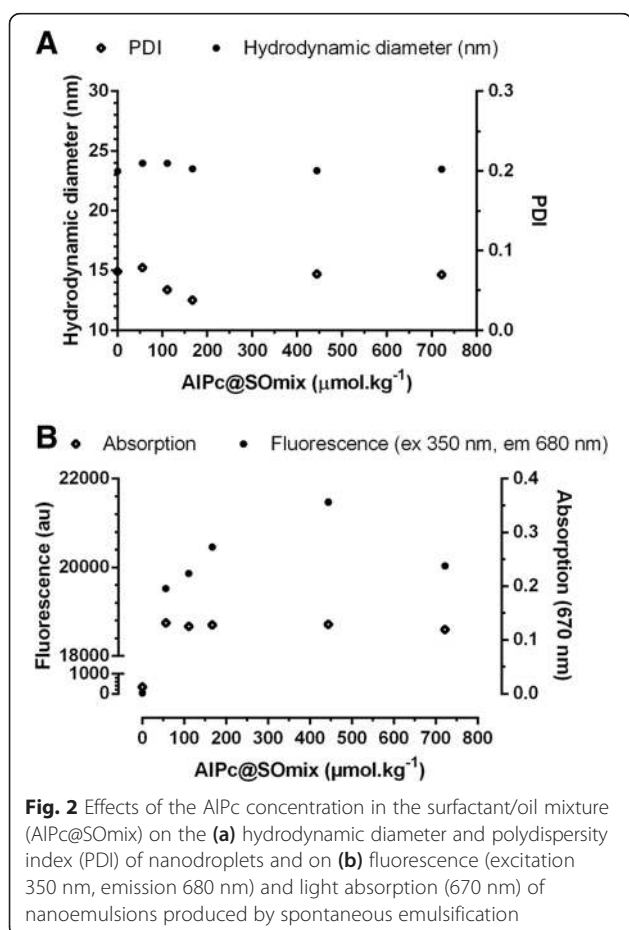 A
PDI Hydrodynamic diameter (nm)
Hydrodynamic diameter (nm)
30
25
20
15
10
0.3
0.2
0.1
0.0
PDI
0 100 200 300 400 500 600 700 800
AlPc@SOmix (μmol.kg⁻¹)
B
Absorption Fluorescence (ex 350 nm, em 680 nm)
Fluorescence (au)
22000
20000
18000
1000
0
0.4
0.3
0.2
0.1
0.0
Absorption (670 nm)
0 100 200 300 400 500 600 700 800
AlPc@SOmix (µmol.kg⁻¹)
Fig. 2 Effects of the AlPc concentration in the surfactant/oil mixture
(AlPc@SOmix) on the (a) hydrodynamic diameter and polydispersity
index (PDI) of nanodroplets and on (b) fluorescence (excitation
350 nm, emission 680 nm) and light absorption (670 nm) of
nanoemulsions produced by spontaneous emulsification